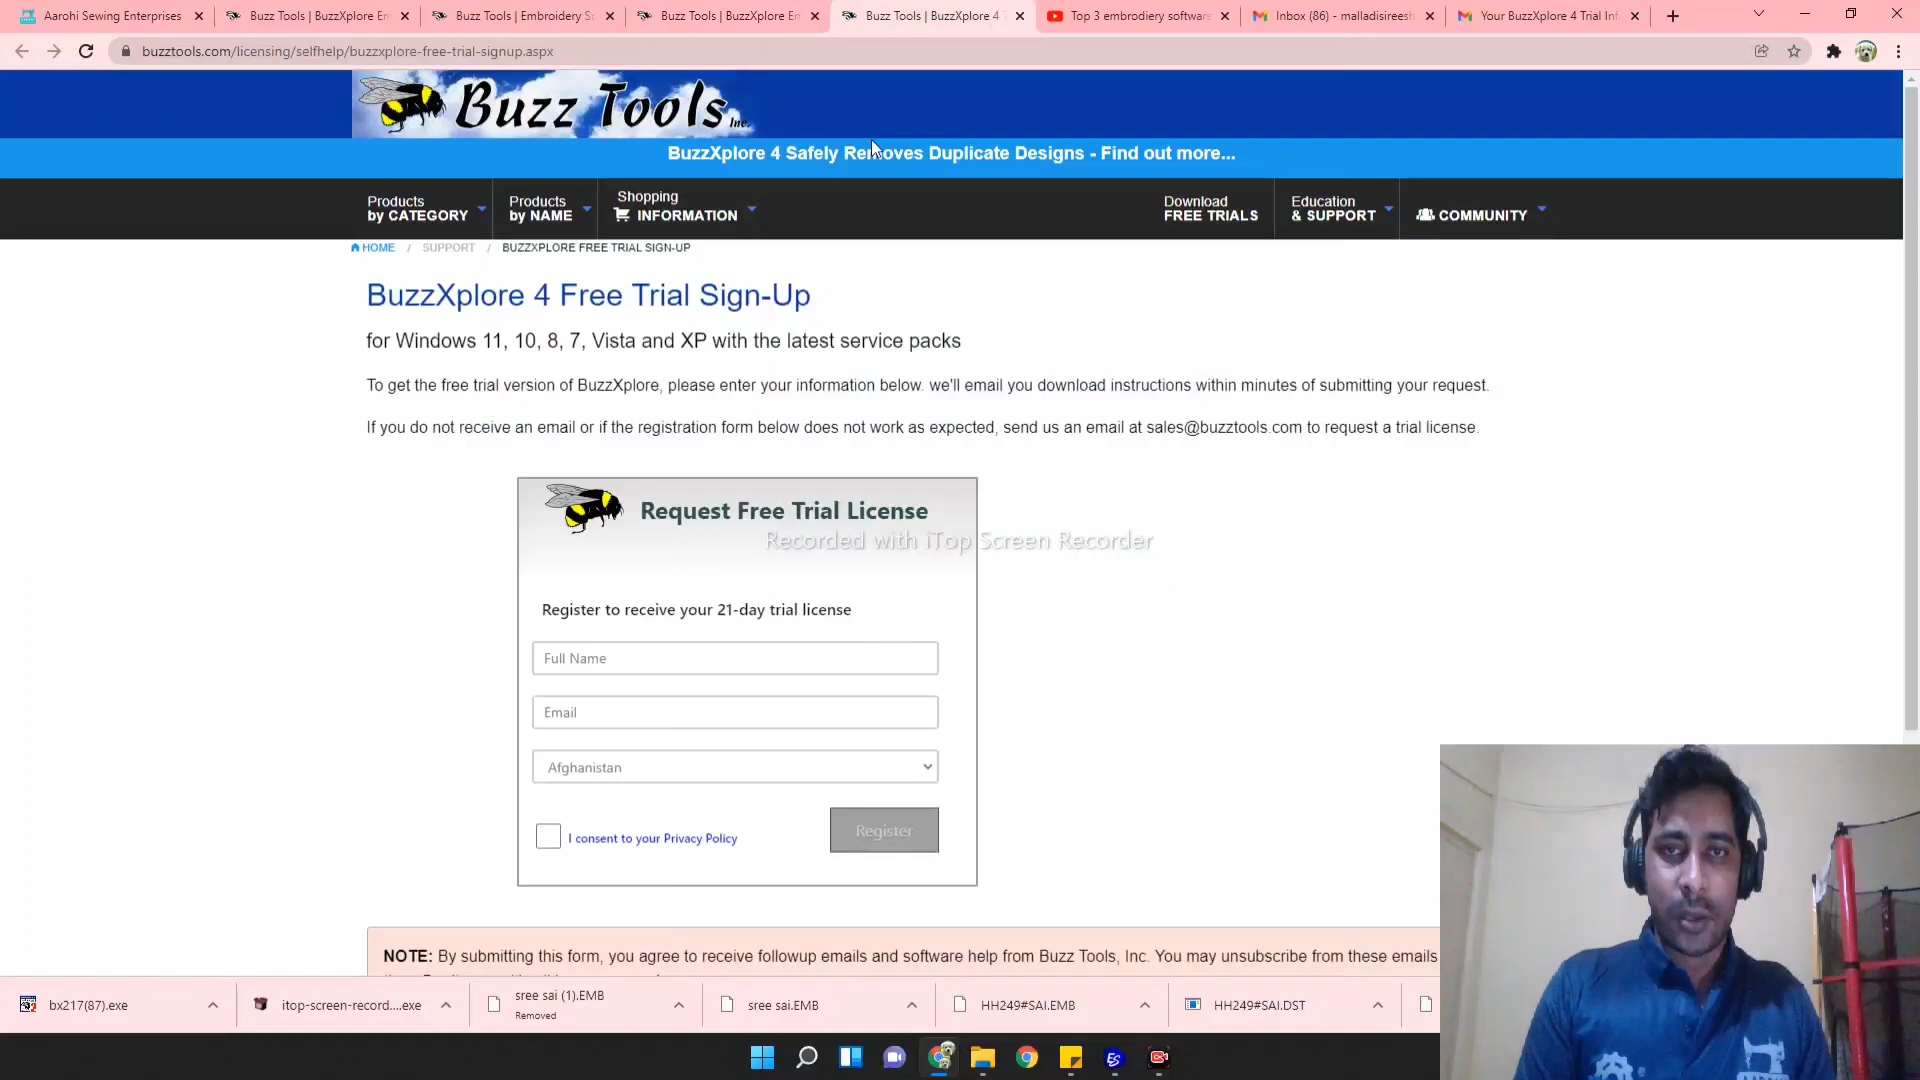 Aarohi Sewing Enterprises
Buzz Tools | BuzzXplore Em
Buzz Tools | Embroidery S
Buzz Tools | BuzzXplore Em
Buzz Tools | BuzzXplore 4
Top 3 embrodiery software
Inbox (86) - malladisireesh
Your BuzzXplore 4 Trial Inf
buzztools.com/licensing/selfhelp/buzzxplore-free-trial-signup.aspx
Buzz Tools Inc.
BuzzXplore 4 Safely Removes Duplicate Designs - Find out more...
Products
by CATEGORY
Products
by NAME
Shopping
INFORMATION
Download
FREE TRIALS
Education
& SUPPORT
COMMUNITY
HOME / SUPPORT / BUZZXPLORE FREE TRIAL SIGN-UP
BuzzXplore 4 Free Trial Sign-Up
for Windows 11, 10, 8, 7, Vista and XP with the latest service packs
To get the free trial version of BuzzXplore, please enter your information below. we'll email you download instructions within minutes of submitting your request.
If you do not receive an email or if the registration form below does not work as expected, send us an email at sales@buzztools.com to request a trial license.
Request Free Trial License
Recorded with iTop Screen Recorder
Register to receive your 21-day trial license
Full Name
Email
Afghanistan
I consent to your Privacy Policy
Register
NOTE: By submitting this form, you agree to receive followup emails and software help from Buzz Tools, Inc. You may unsubscribe from these emails
bx217(87).exe
itop-screen-record....exe
sree sai (1).EMB
Removed
sree sai.EMB
HH249#SAI.EMB
HH249#SAI.DST
ES